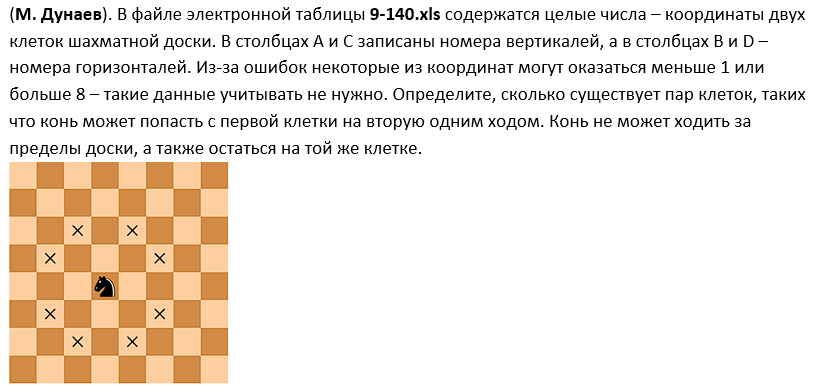 (М. Дунаев). В файле электронной таблицы 9-140.xls содержатся целые числа – координаты двух
клеток шахматной доски. В столбцах A и C записаны номера вертикалей, а в столбцах B и D –
номера горизонталей. Из-за ошибок некоторые из координат могут оказаться меньше 1 или
больше 8 – такие данные учитывать не нужно. Определите, сколько существует пар клеток, таких
что конь может попасть с первой клетки на вторую одним ходом. Конь не может ходить за
пределы доски, а также остаться на той же клетке.